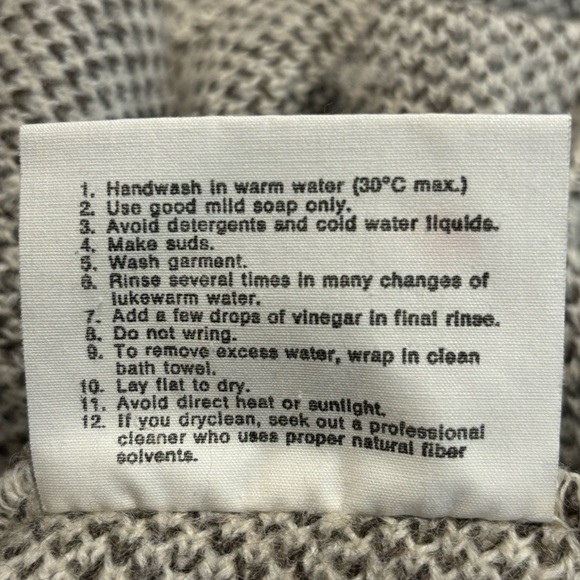 1. Handwash in warm water (30°C max.)
2. Use good mild soap only.
3. Avoid detergents and cold water liquids.
4. Make suds.
5. Wash garment.
6. Rinse several times in many changes of
lukewarm water.
7. Add a few drops of vinegar in final rinse.
8. Do not wring.
9. To remove excess water, wrap in clean
bath towel.
10. Lay flat to dry.
11. Avoid direct heat or sunlight.
12. If you dryclean, seek out a professional
cleaner who uses proper natural fiber
solvents.